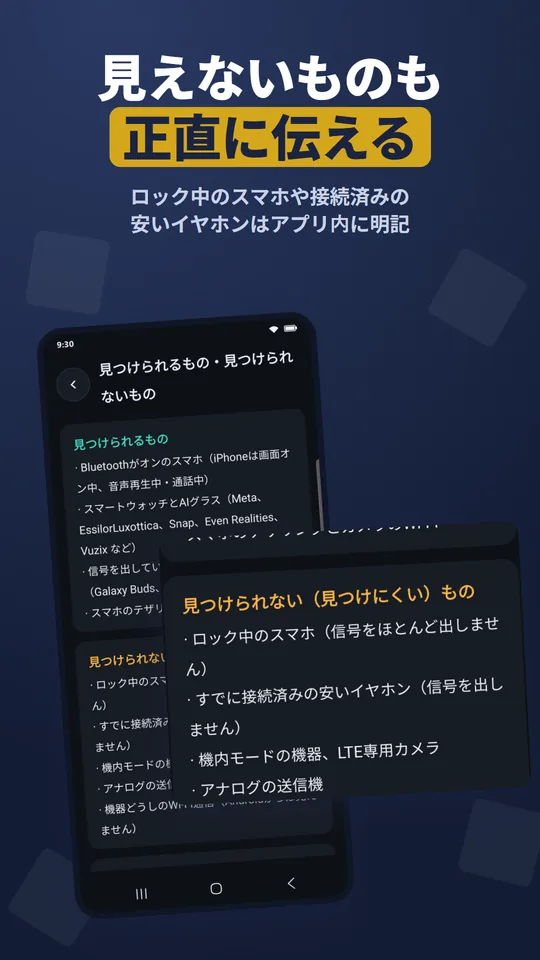 見えないものも
正直に伝える
ロック中のスマホや接続済みの
安いイヤホンはアプリ内に明記
9:30
見つけられるもの・見つけられ
ないもの
見つけられるもの
· Bluetoothがオンのスマホ（iPhoneは画面オ
ン中、音声再生中・通話中）
· スマートウォッチとAIグラス（Meta、
EssilorLuxottica、Snap、Even Realities、
Vuzix など）
· 信号を出してい
（Galaxy Buds、
· スマホのテザリ
見つけられない
· ロック中のスマ
ん）
· すでに接続済み
ません）
· 機内モードの機
· アナログの送信
· 機器どうしのWi-Fi通信（Androidからは見え
ません）
見つけられない（見つけにくい）もの
· ロック中のスマホ（信号をほとんど出しませ
ん）
· すでに接続済みの安いイヤホン（信号を出し
ません）
· 機内モードの機器、LTE専用カメラ
· アナログの送信機